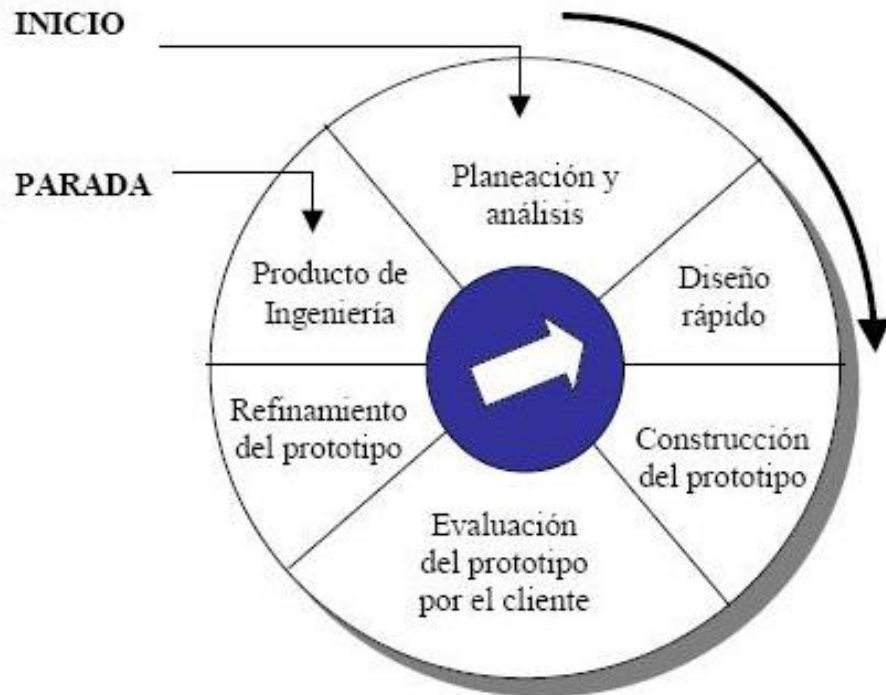 INICIO
PARADA
Planeación y
análisis
Diseño
rápido
Construcción
del prototipo
Evaluación
del prototipo
por el cliente
Refinamiento
del prototipo
Producto de
Ingeniería